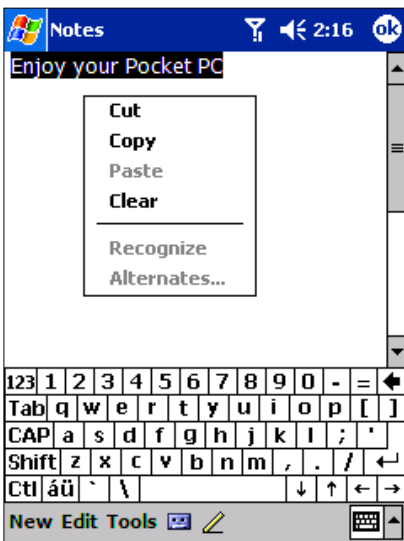 Notes 2:16 ok
Enjoy your Pocket PC
Cut
Copy
Paste
Clear
Recognize
Alternates...
123 1 2 3 4 5 6 7 8 9 0 - = 
Tab q w e r t y u i o p [ ]
CAP a s d f g h j k l ; '
Shift z x c v b n m , . / ↵
Ctl áü ` \ ↓ ↑ ← →
New Edit Tools